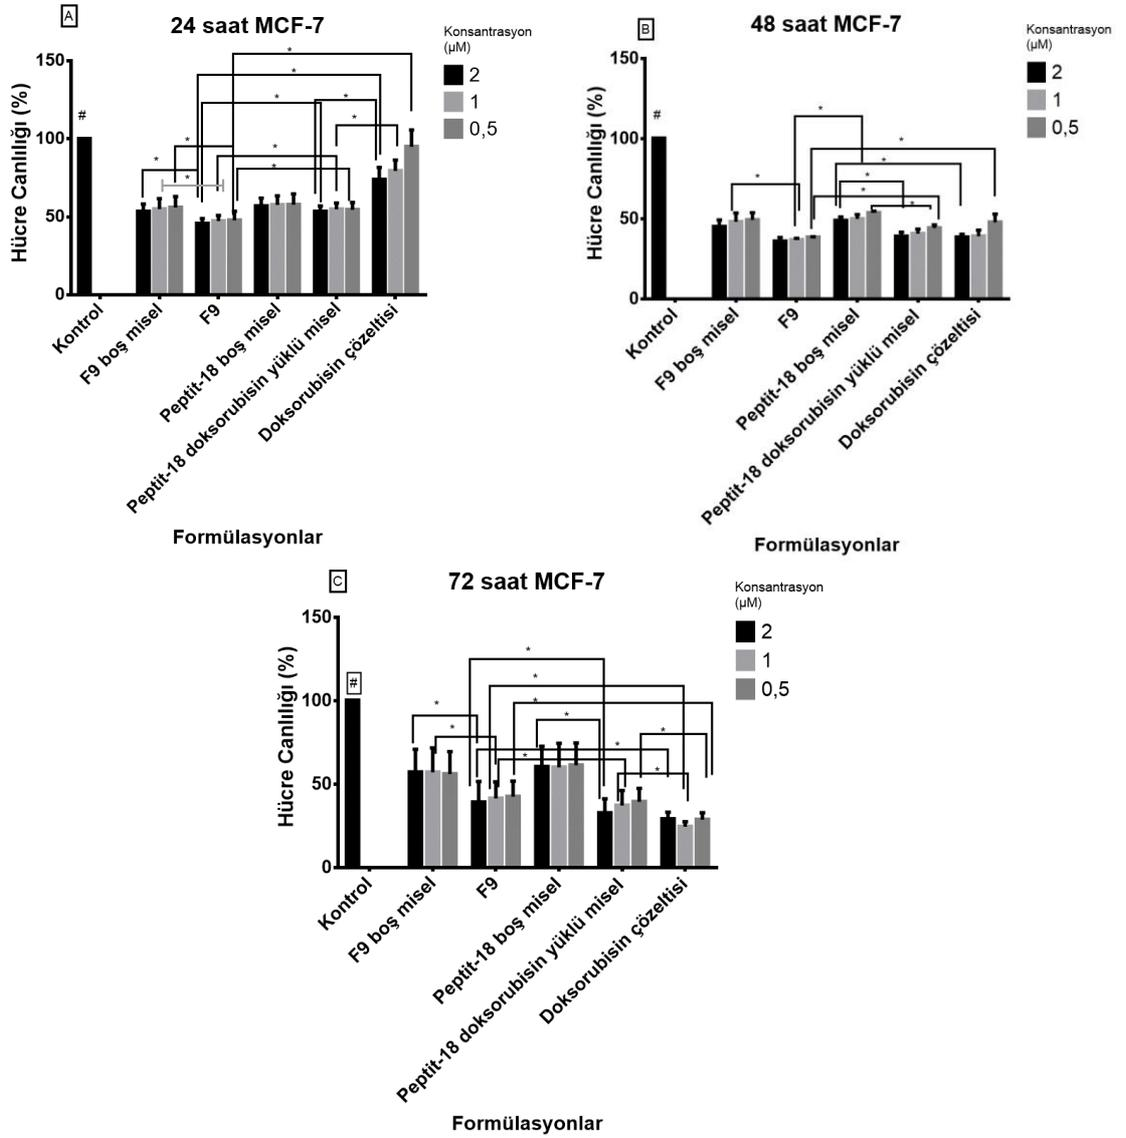 A
24 saat MCF-7
Konsantrasyon
(µM)
2
1
0,5
Hücre Canlılığı (%)
150
100
50
0
#
* * * * * * * * * * *
Kontrol
F9 boş misel
F9
Peptit-18 boş misel
Peptit-18 doksorubisin yüklü misel
Doksorubisin çözeltisi
Formülasyonlar
B
48 saat MCF-7
Konsantrasyon
(µM)
2
1
0,5
Hücre Canlılığı (%)
150
100
50
0
#
* * * * * * *
Kontrol
F9 boş misel
F9
Peptit-18 boş misel
Peptit-18 doksorubisin yüklü misel
Doksorubisin çözeltisi
Formülasyonlar
C
72 saat MCF-7
Konsantrasyon
(µM)
2
1
0,5
Hücre Canlılığı (%)
150
100
50
0
#
* * * * * * * * * *
Kontrol
F9 boş misel
F9
Peptit-18 boş misel
Peptit-18 doksorubisin yüklü misel
Doksorubisin çözeltisi
Formülasyonlar